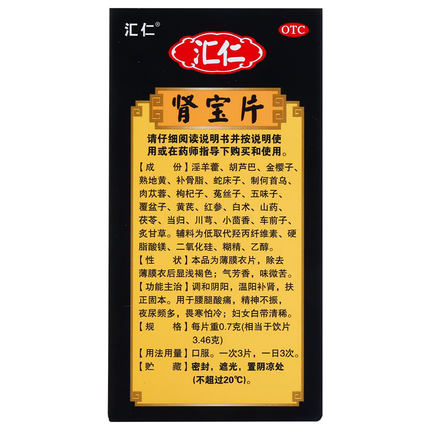 汇仁®
OTC
汇仁
肾宝片
请仔细阅读说明书并按说明使
用或在药师指导下购买和使用。
【成　份】淫羊藿、胡芦巴、金樱子、
熟地黄、补骨脂、蛇床子、制何首乌、
肉苁蓉、枸杞子、菟丝子、五味子、
覆盆子、黄芪、红参、白术、山药、
茯苓、当归、川芎、小茴香、车前子、
炙甘草。辅料为低取代羟丙纤维素、硬
脂酸镁、二氧化硅、糊精、乙醇。
【性　状】本品为薄膜衣片，除去
薄膜衣后显浅褐色；气芳香，味微苦。
【功能主治】调和阴阳，温阳补肾，扶
正固本。用于腰腿酸痛，精神不振，
夜尿频多，畏寒怕冷；妇女白带清稀。
【规　格】每片重0.7克(相当于饮片
3.46克)
【用法用量】口服。一次3片，一日3次。
【贮　藏】密封，遮光，置阴凉处
(不超过20℃)。